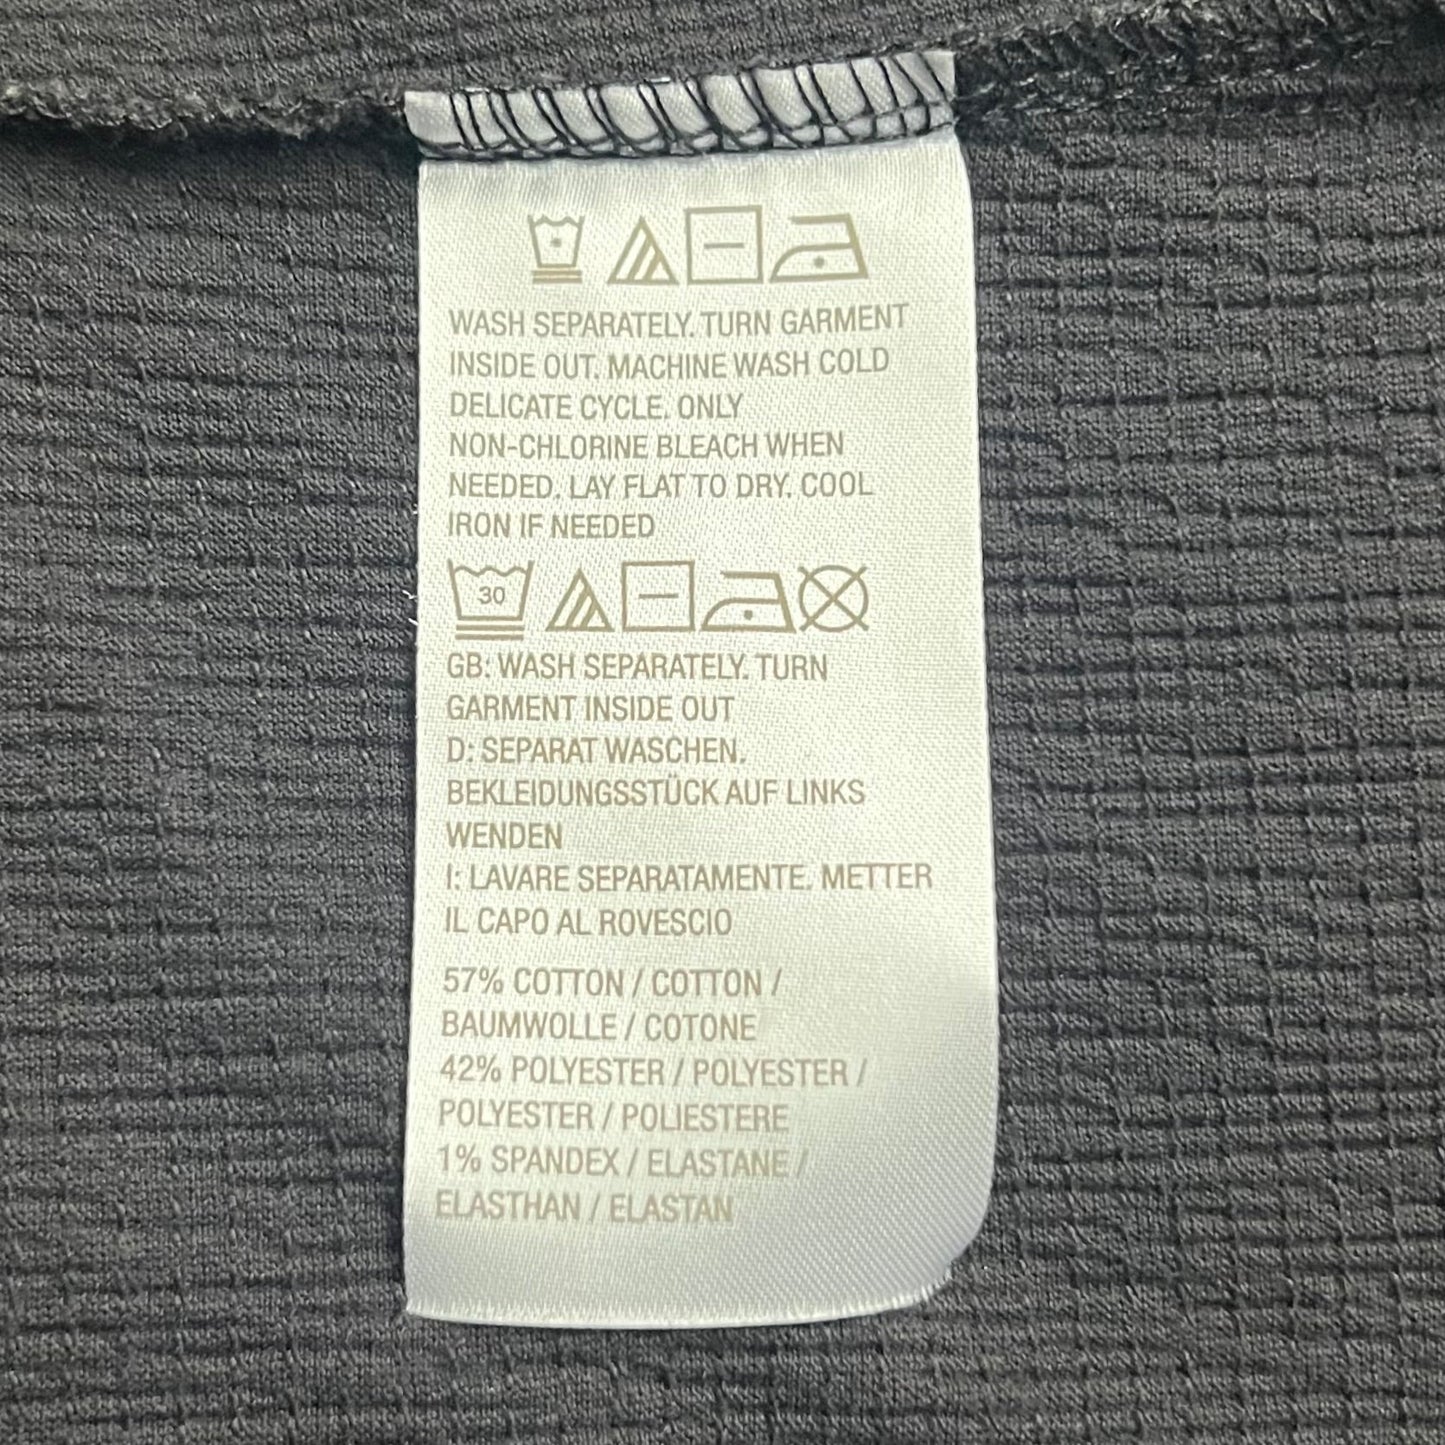 WASH SEPARATELY. TURN GARMENT
INSIDE OUT. MACHINE WASH COLD
DELICATE CYCLE. ONLY
NON-CHLORINE BLEACH WHEN
NEEDED. LAY FLAT TO DRY. COOL
IRON IF NEEDED
30
GB: WASH SEPARATELY. TURN
GARMENT INSIDE OUT
D: SEPARAT WASCHEN.
BEKLEIDUNGSSTÜCK AUF LINKS
WENDEN
I: LAVARE SEPARATAMENTE. METTER
IL CAPO AL ROVESCIO
57% COTTON / COTTON /
BAUMWOLLE / COTONE
42% POLYESTER / POLYESTER /
POLYESTER / POLIESTERE
1% SPANDEX / ELASTANE /
ELASTHAN / ELASTAN